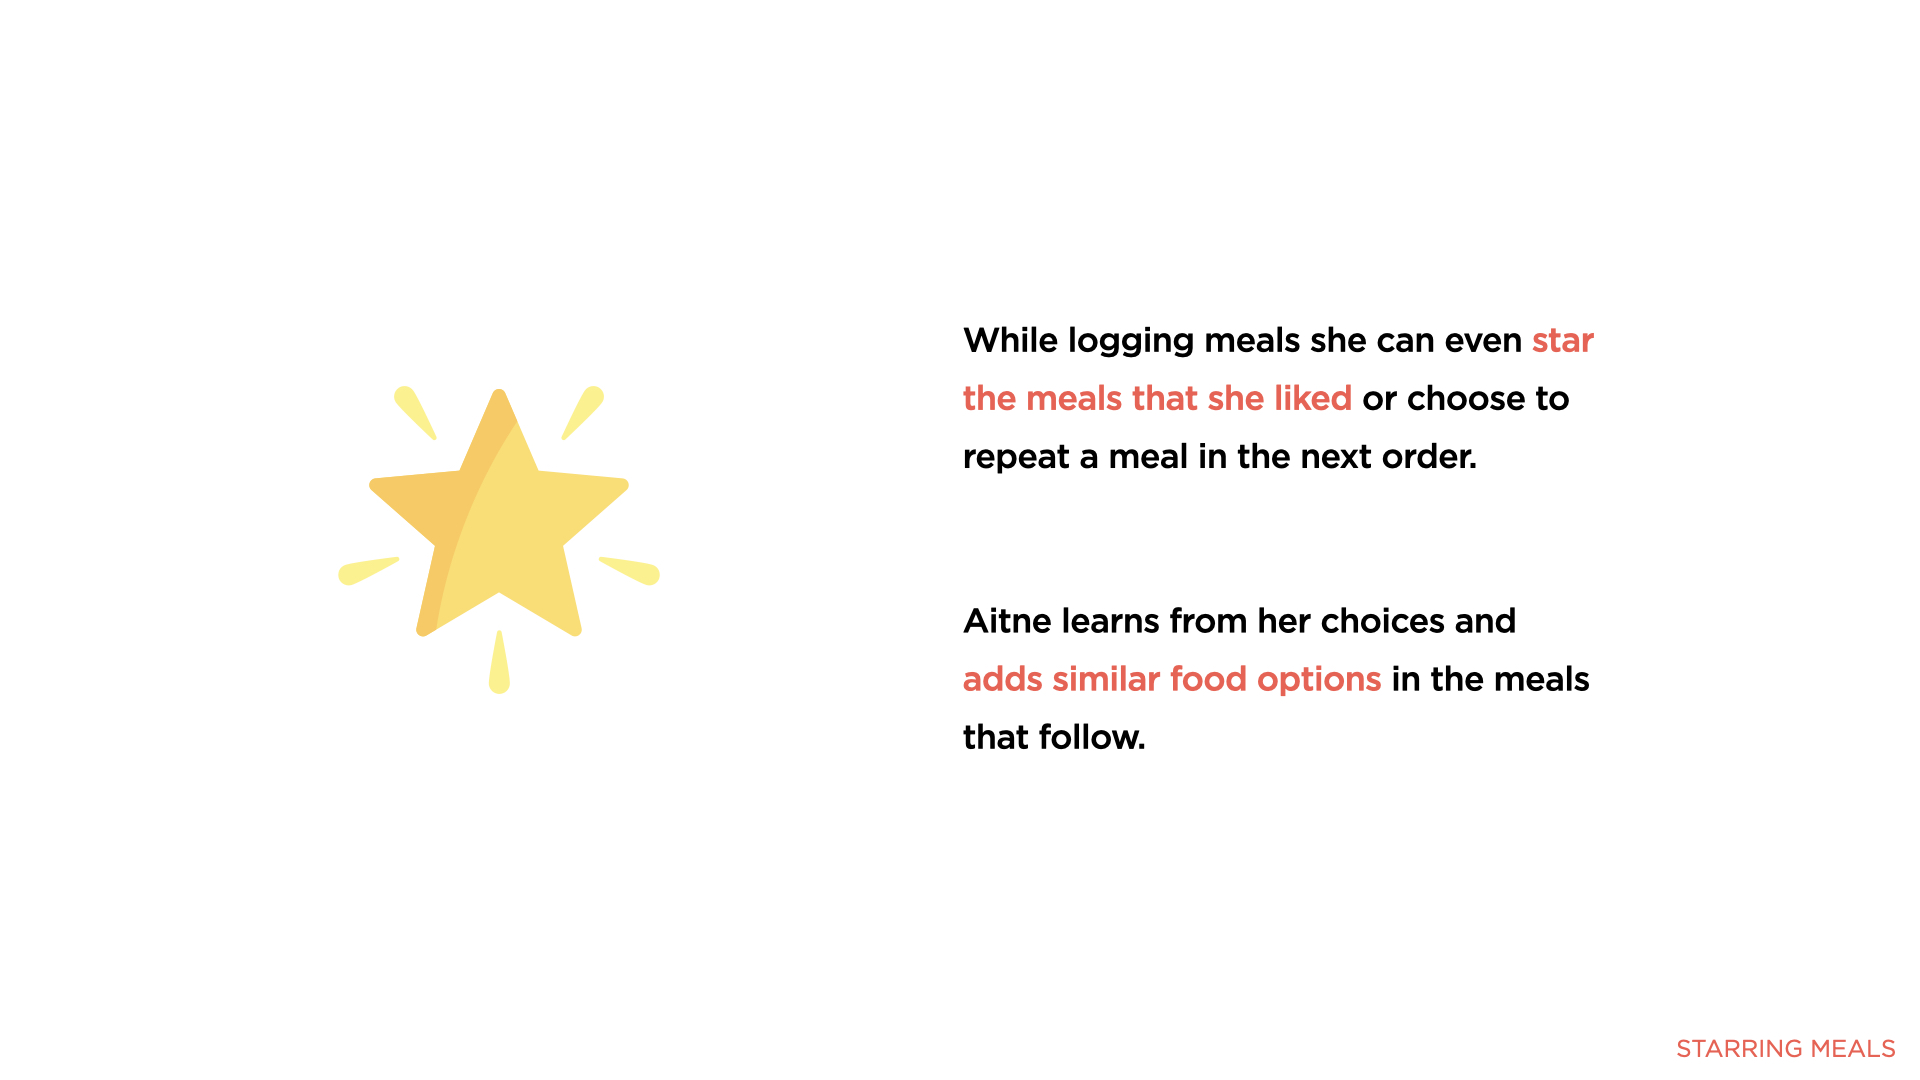 While logging meals she can even star
the meals that she liked or choose to
repeat a meal in the next order.
Aitne learns from her choices and
adds similar food options in the meals
that follow.
STARRING MEALS